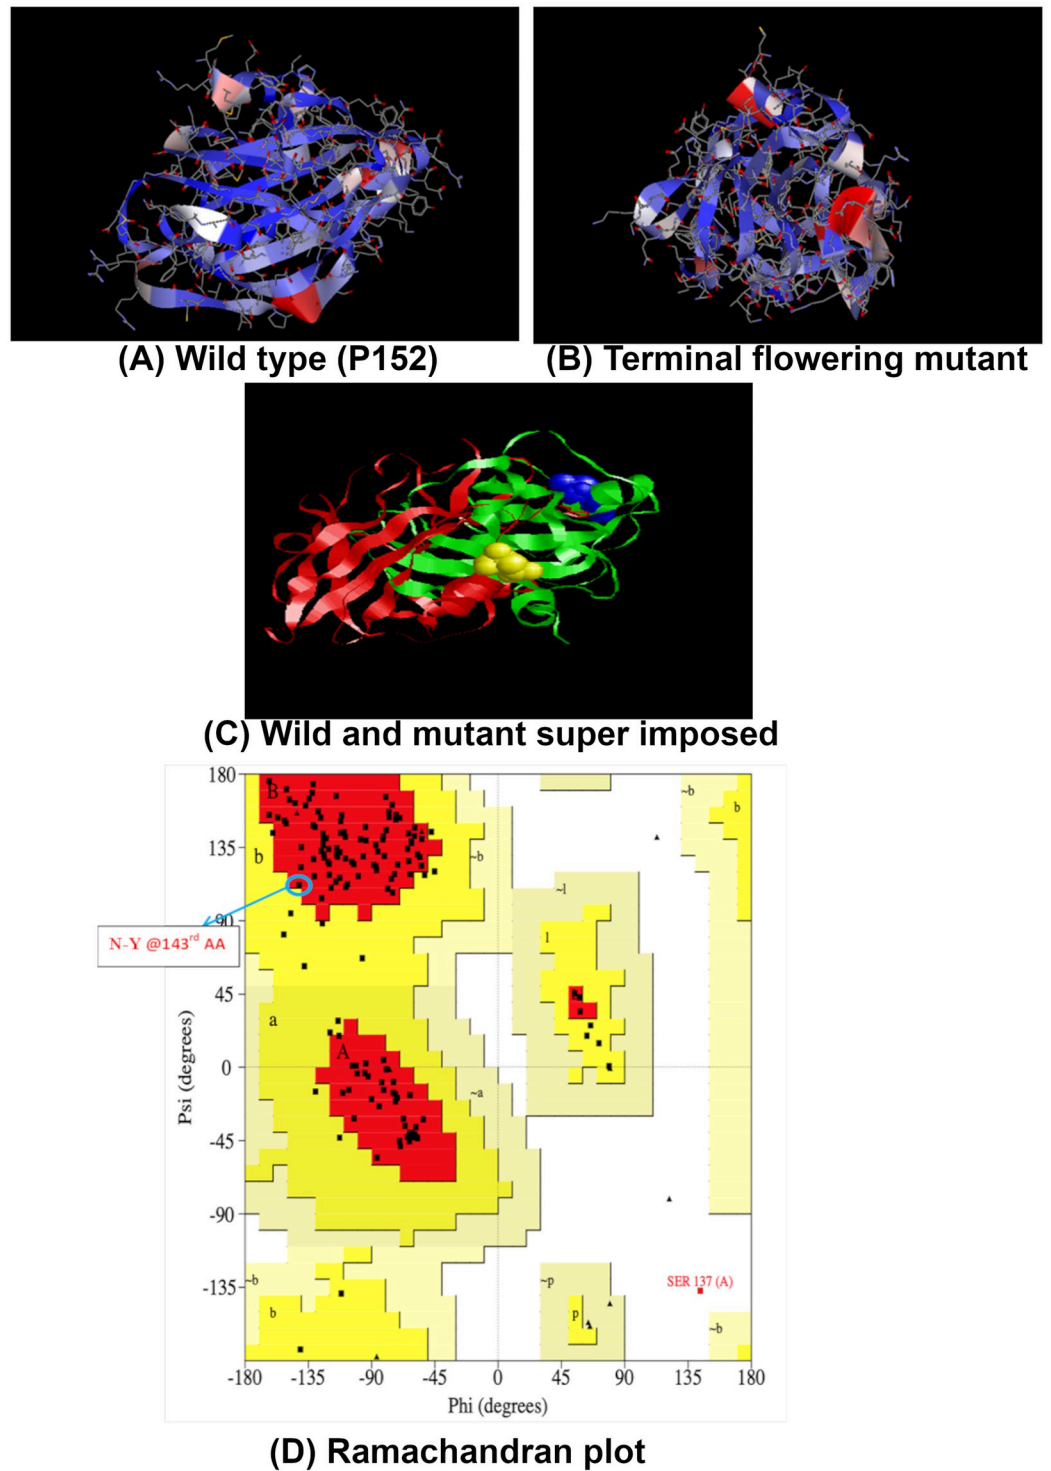 (A) Wild type (P152)
(B) Terminal flowering mutant
(C) Wild and mutant super imposed
180
B
~b
b
135
b
~b
~l
90
N-Y @143rd AA
l
45
a
A
0
~a
Psi (degrees)
-45
-90
-135
~b
~p
SER 137 (A)
b
p
~b
-180
-135
-90
-45
0
45
90
135
180
Phi (degrees)
(D) Ramachandran plot